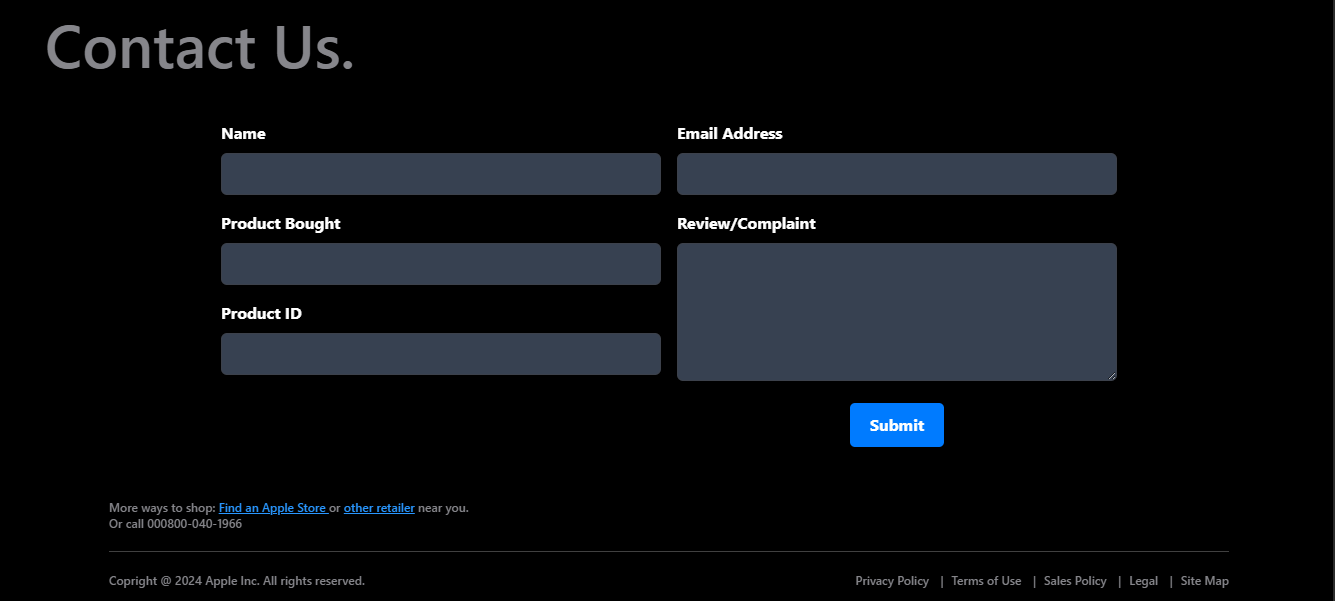 Contact Us.
Name
Email Address
Product Bought
Review/Complaint
Product ID
Submit
More ways to shop: Find an Apple Store or other retailer near you.
Or call 000800-040-1966
Copright @ 2024 Apple Inc. All rights reserved.
Privacy Policy | Terms of Use | Sales Policy | Legal | Site Map